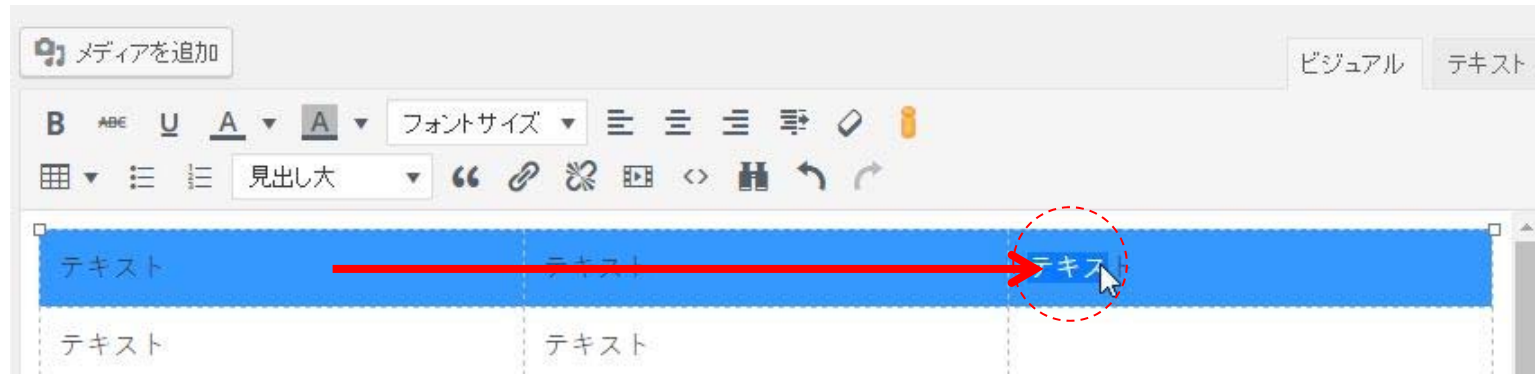 メディアを追加
ビジュアル テキスト
B ABE U A A フォントサイズ
見出し大
テキスト テキスト テキスト
テキスト テキスト